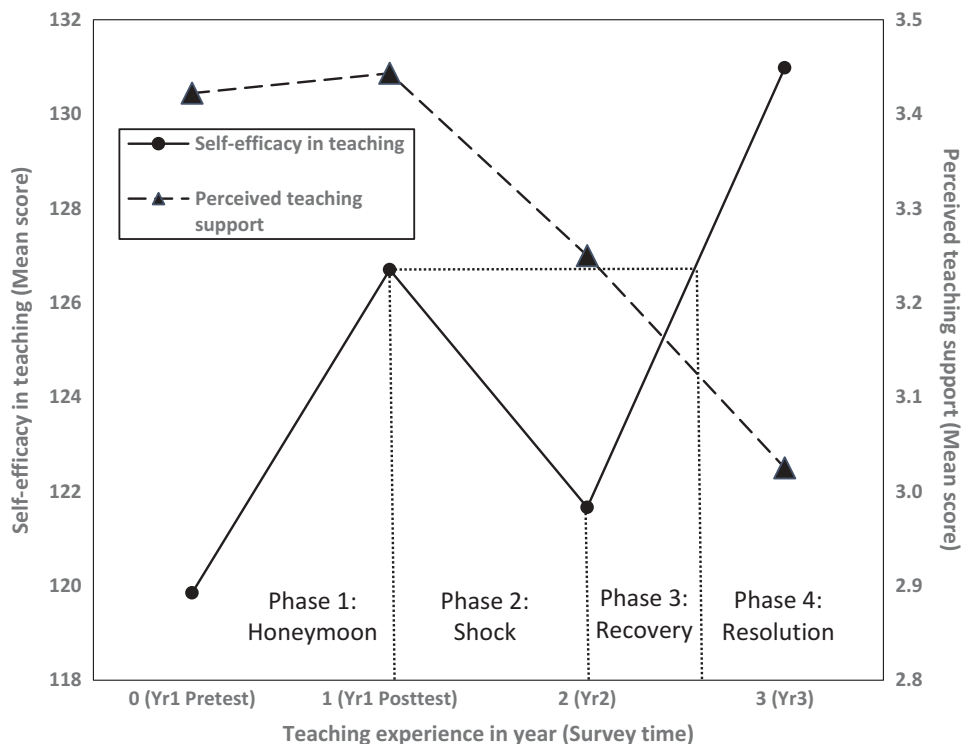 132
130
128
126
124
122
120
118
Self-efficacy in teaching (Mean score)
Self-efficacy in teaching
Perceived teaching
support
Phase 1:
Honeymoon
Phase 2:
Shock
Phase 3:
Recovery
Phase 4:
Resolution
3.5
3.4
3.3
3.2
3.1
3.0
2.9
2.8
Perceived teaching support (Mean score)
0 (Yr1 Pretest)
1 (Yr1 Posttest)
2 (Yr2)
3 (Yr3)
Teaching experience in year (Survey time)